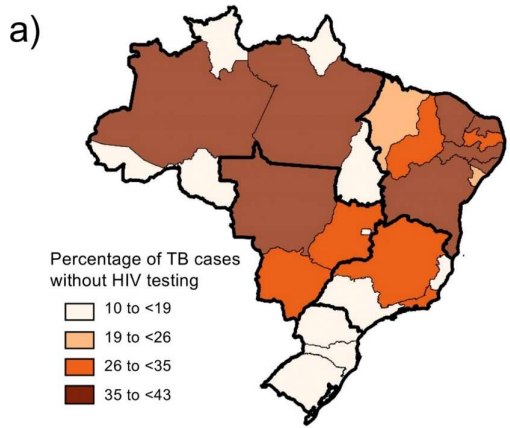 a)
Percentage of TB cases
without HIV testing
10 to <19
19 to <26
26 to <35
35 to <43